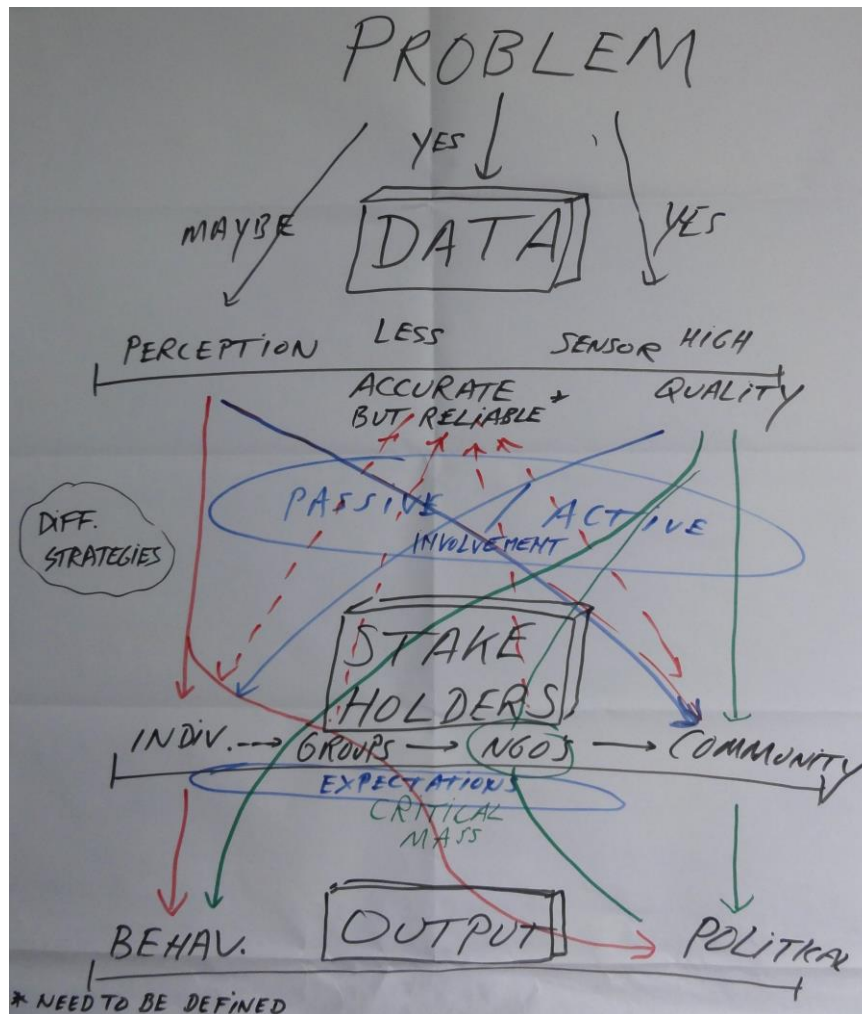 PROBLEM
YES
MAYBE
DATA
YES
PERCEPTION
LESS
ACCURATE
BUT RELIABLE *
SENSOR HIGH
QUALITY
PASSIVE / ACTIVE
INVOLVEMENT
DIFF.
STRATEGIES
STAKE
HOLDERS
INDIV. GROUPS NGO'S COMMUNITY
EXPECTATIONS
CRITICAL
MASS
BEHAV.
OUTPUT
POLITICAL
* NEED TO BE DEFINED